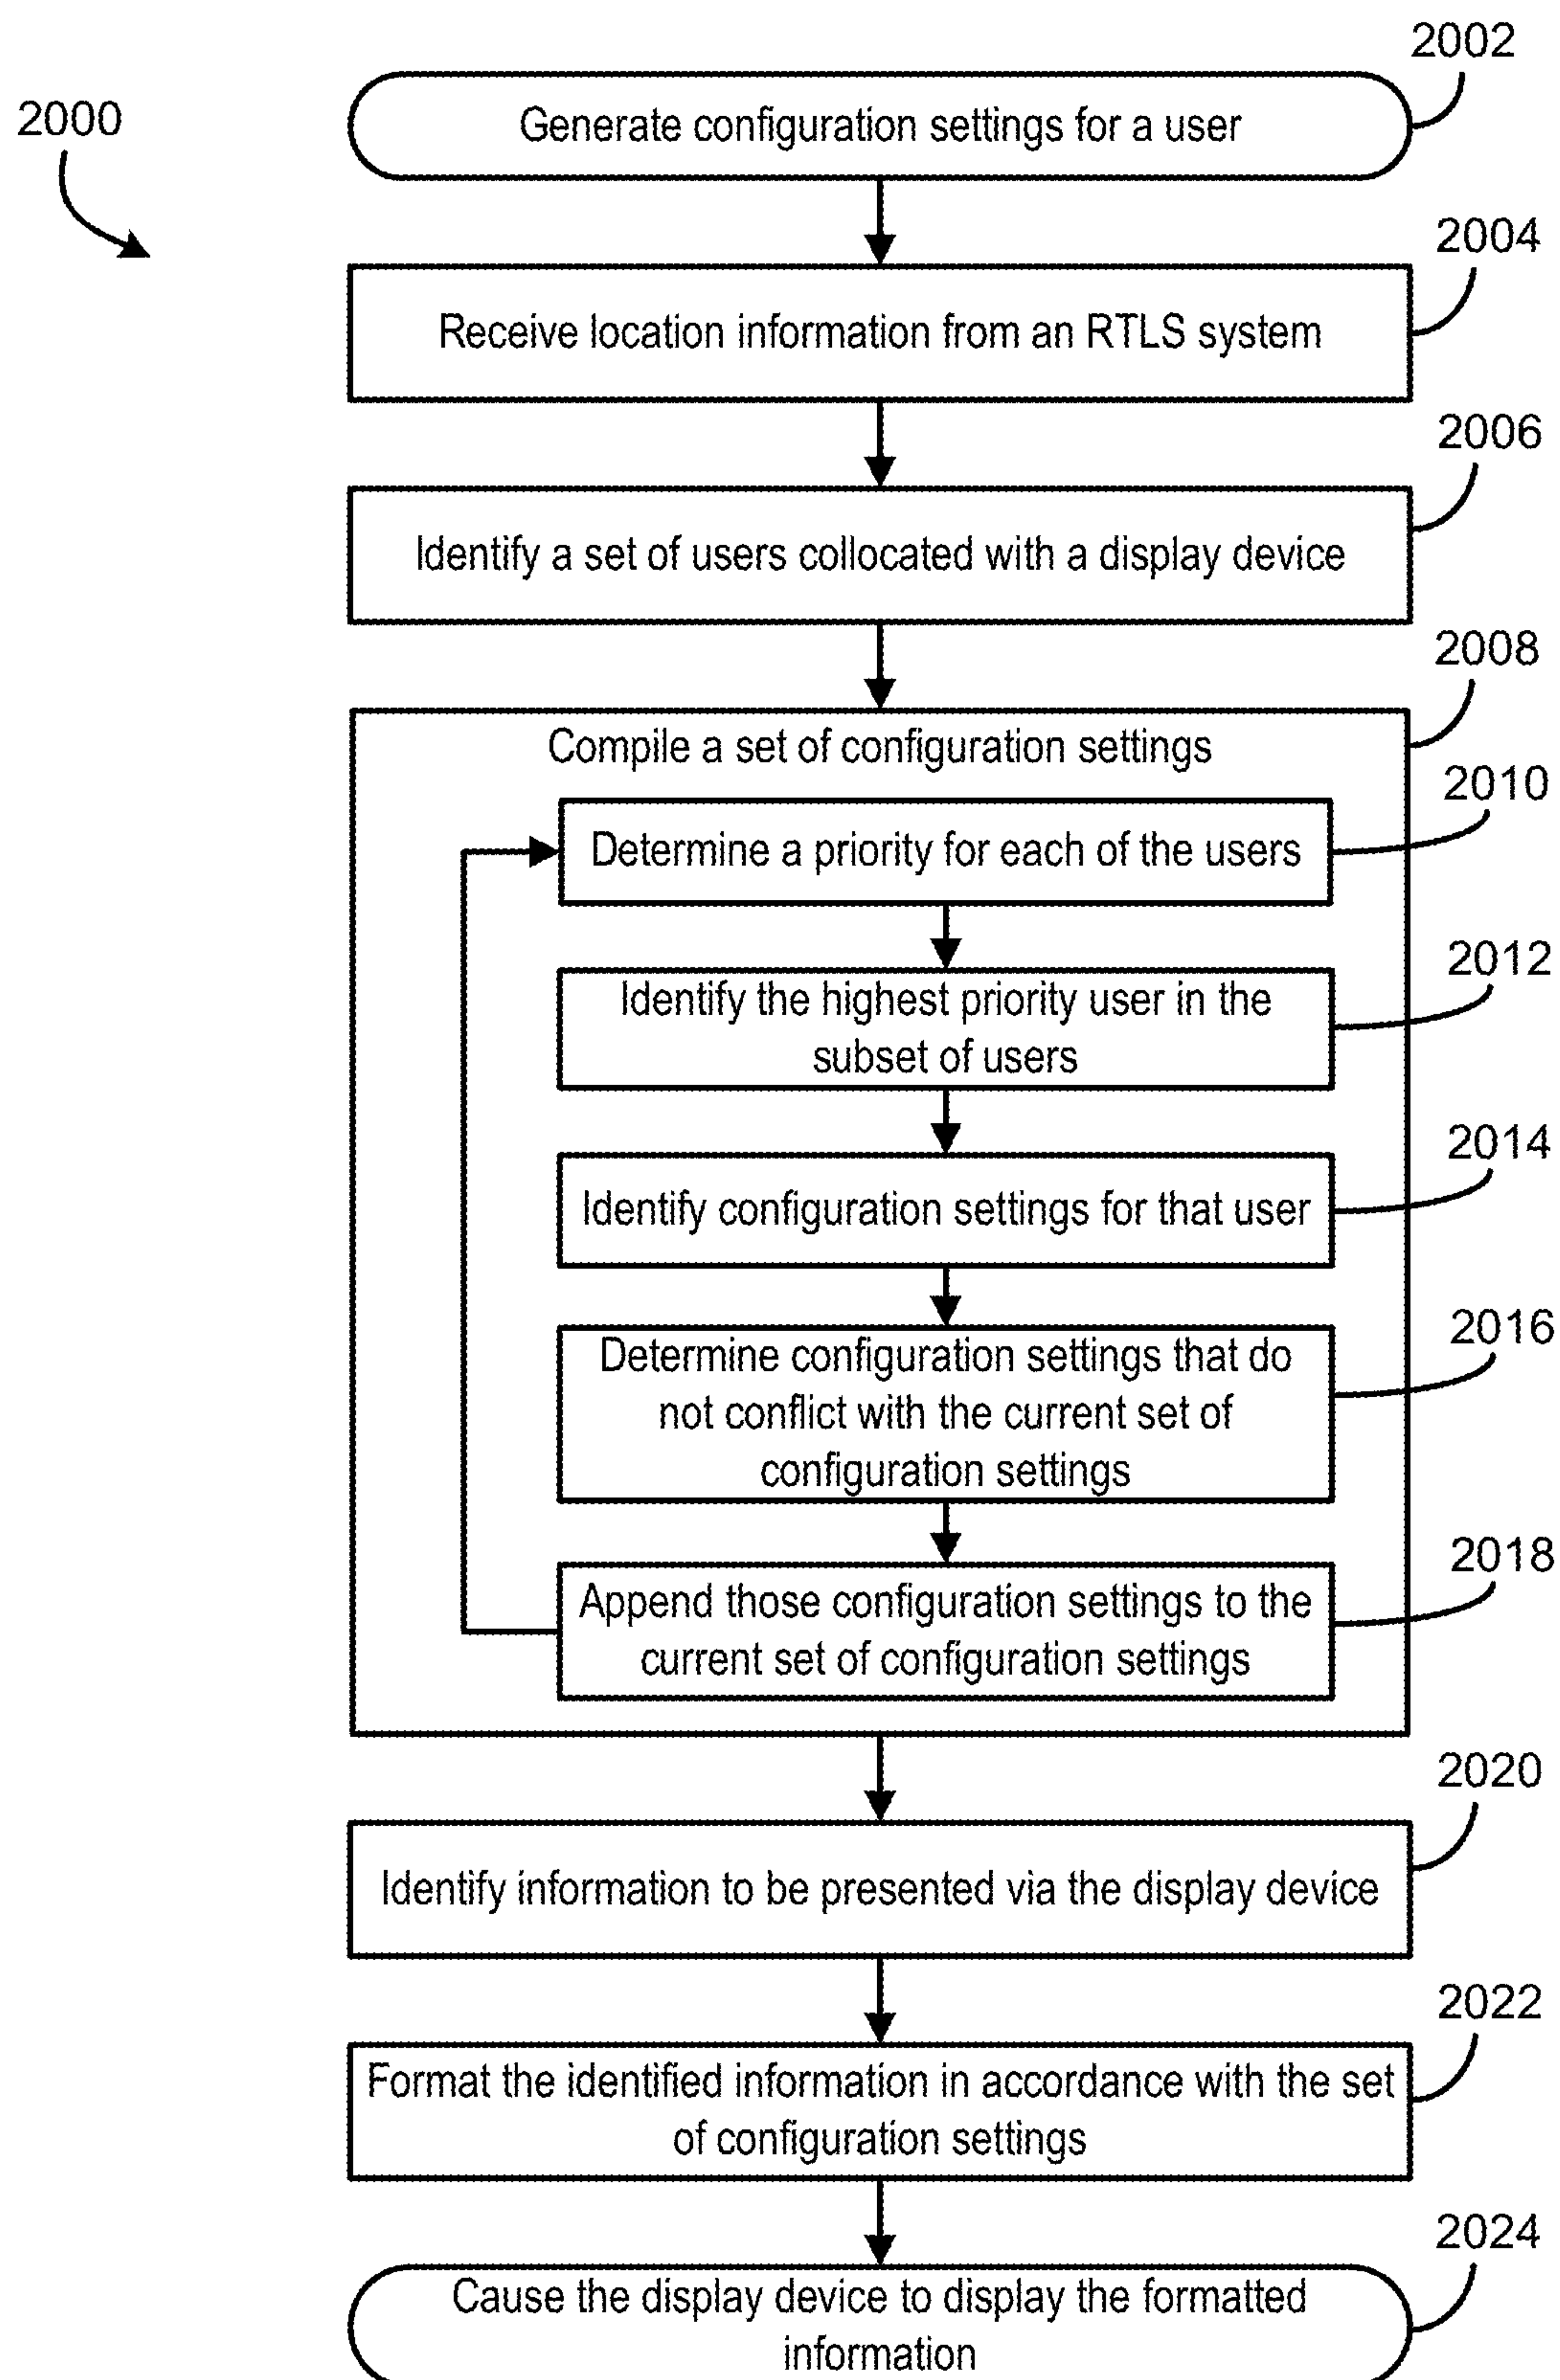 2002
2000
Generate configuration settings for a user
2004
Receive location information from an RTLS system
2006
Identify a set of users collocated with a display device
2008
Compile a set of configuration settings
2010
Determine a priority for each of the users
2012
Identify the highest priority user in the
subset of users
2014
Identify configuration settings for that user
2016
Determine configuration settings that do
not conflict with the current set of
configuration settings
2018
Append those configuration settings to the
current set of configuration settings
2020
Identify information to be presented via the display device
2022
Format the identified information in accordance with the set
of configuration settings
2024
Cause the display device to display the formatted
information